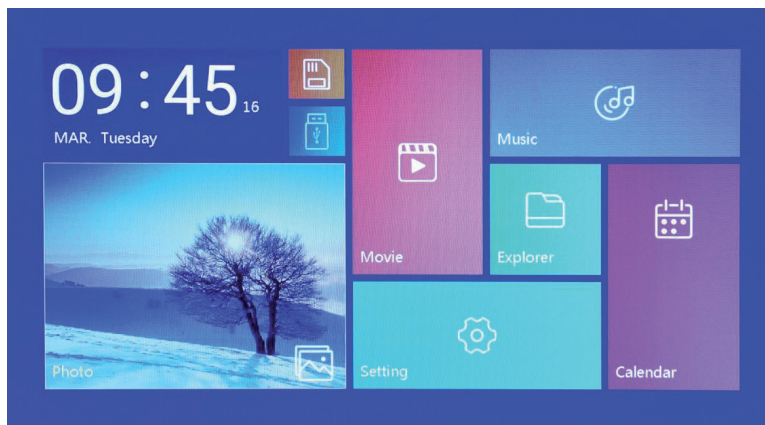 09:45 16
MAR. Tuesday
Music
Movie
Explorer
Photo
Setting
Calendar